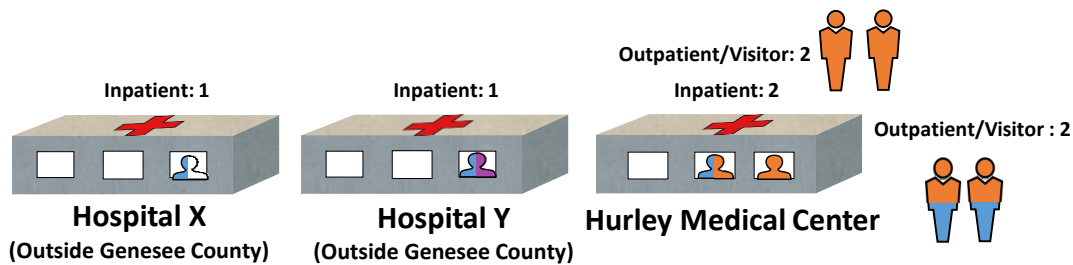 Outpatient/Visitor: 2
Inpatient: 1
Inpatient: 1
Inpatient: 2
Outpatient/Visitor : 2
Hospital X
(Outside Genesee County)
Hospital Y
(Outside Genesee County)
Hurley Medical Center